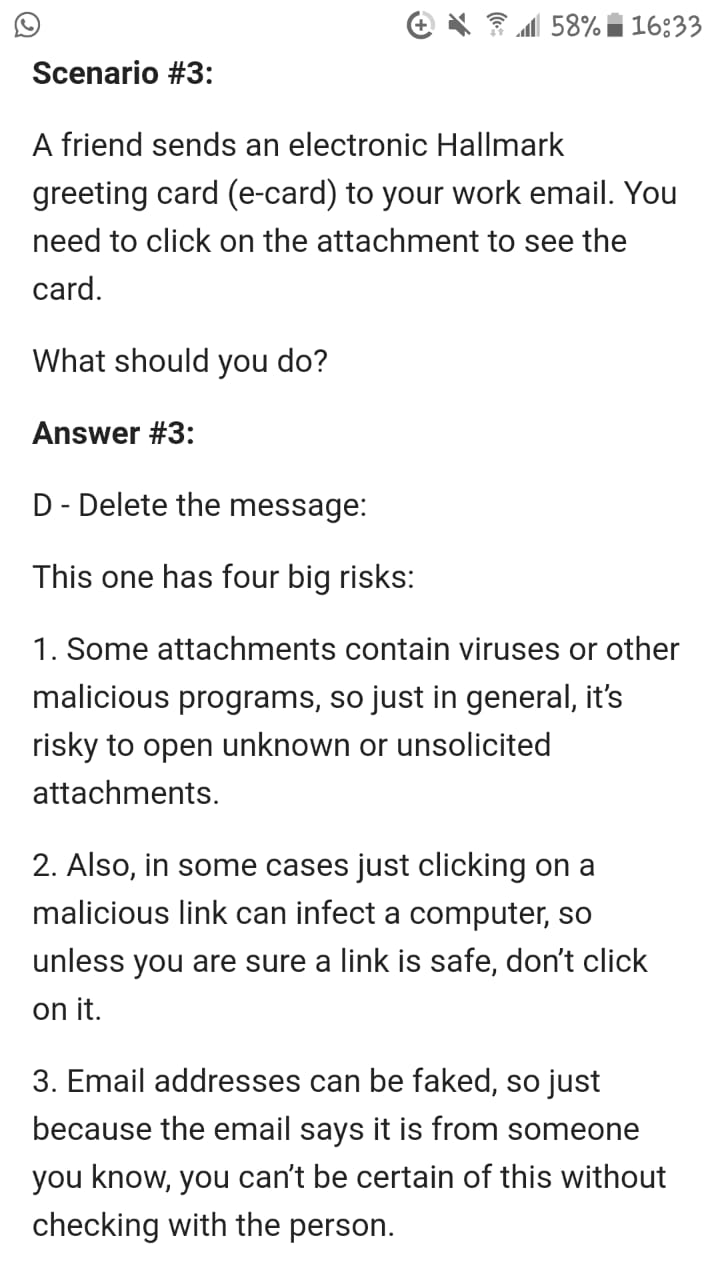 58% 16:33
Scenario #3:
A friend sends an electronic Hallmark
greeting card (e-card) to your work email. You
need to click on the attachment to see the
card.
What should you do?
Answer #3:
D - Delete the message:
This one has four big risks:
1. Some attachments contain viruses or other
malicious programs, so just in general, it’s
risky to open unknown or unsolicited
attachments.
2. Also, in some cases just clicking on a
malicious link can infect a computer, so
unless you are sure a link is safe, don’t click
on it.
3. Email addresses can be faked, so just
because the email says it is from someone
you know, you can’t be certain of this without
checking with the person.